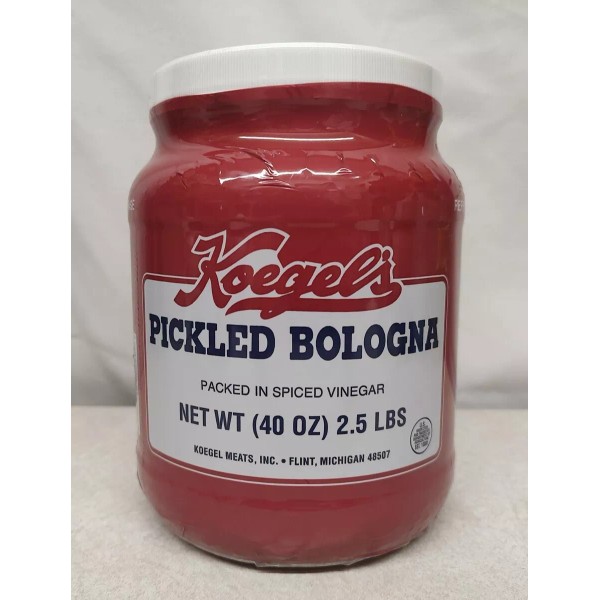 Koegel's
PICKLED BOLOGNA
PACKED IN SPICED VINEGAR
NET WT (40 OZ) 2.5 LBS
KOEGEL MEATS, INC. • FLINT, MICHIGAN 48507